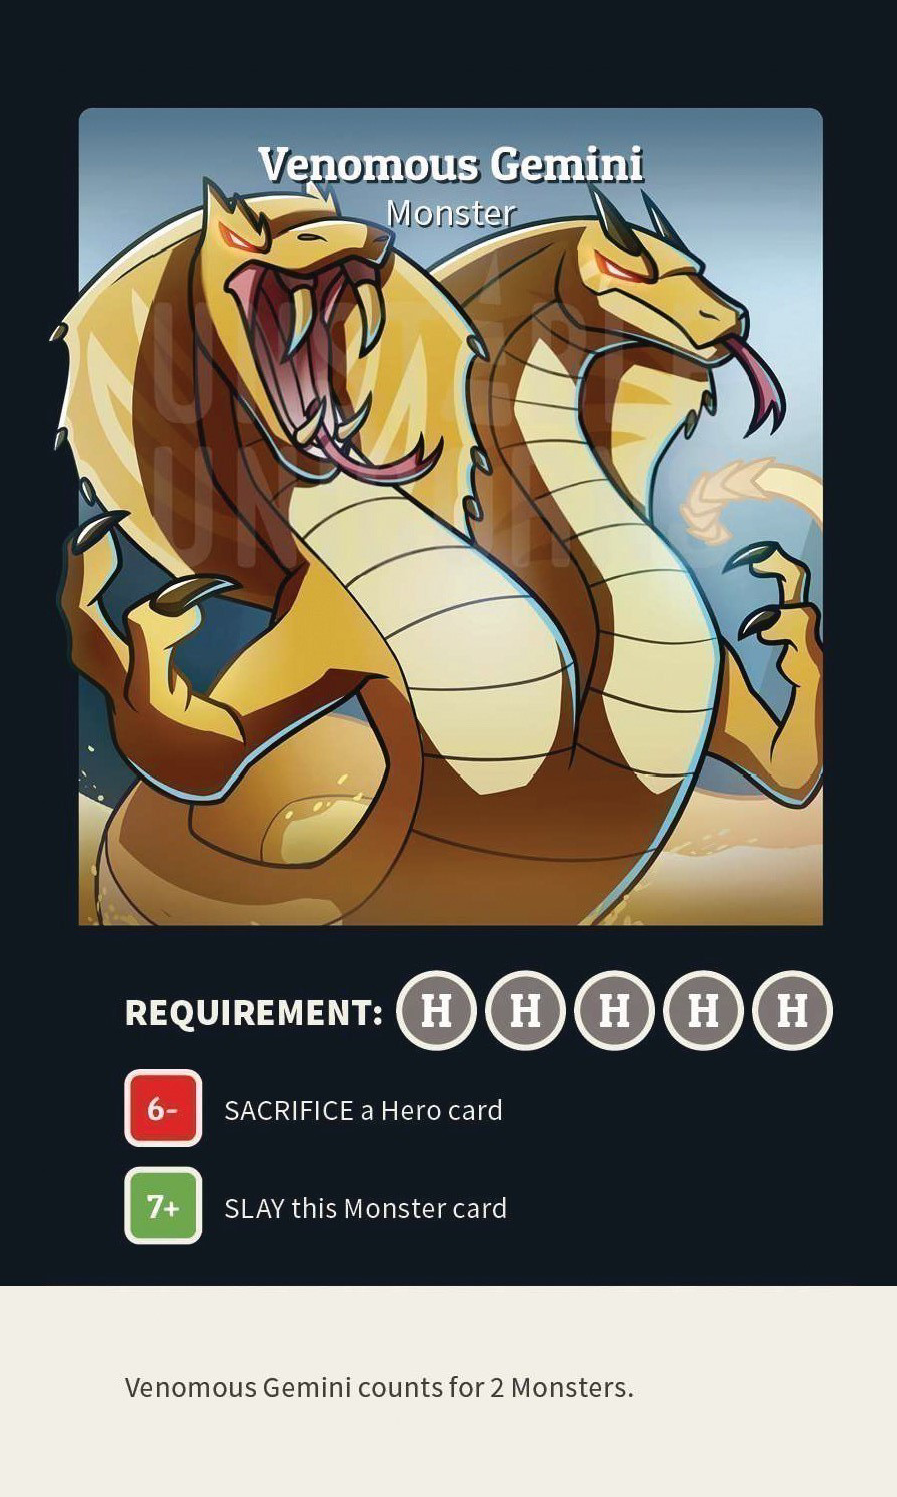 Venomous Gemini
Monster
REQUIREMENT: H H H H H
6- SACRIFICE a Hero card
7+ SLAY this Monster card
Venomous Gemini counts for 2 Monsters.